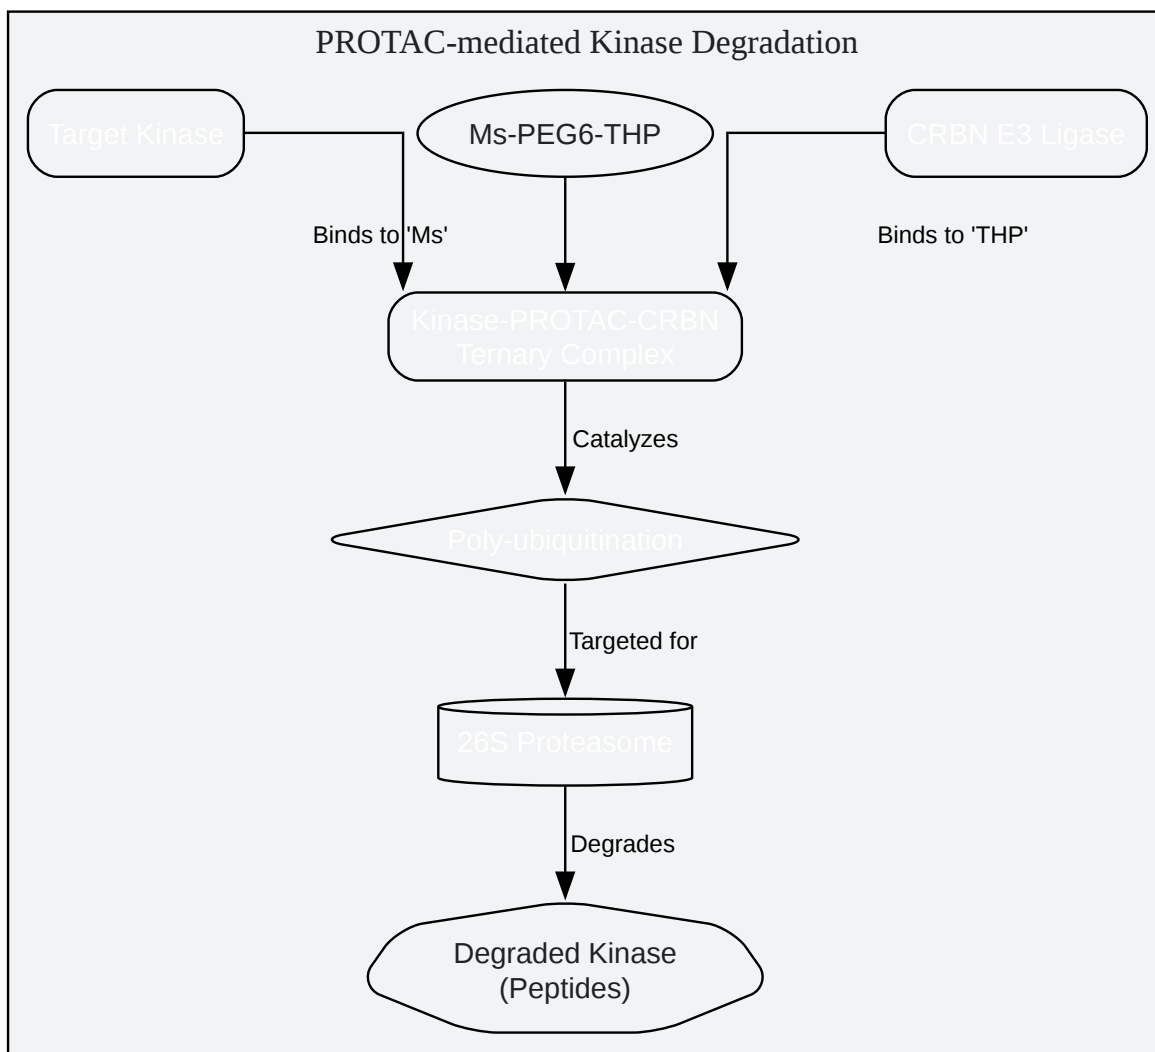 PROTAC-mediated Kinase Degradation
Target Kinase
Ms-PEG6-THP
CRBN E3 Ligase
Binds to 'Ms'
Binds to 'THP'
Kinase-PROTAC-CRBN
Ternary Complex
Catalyzes
Poly-ubiquitination
Targeted for
26S Proteasome
Degrades
Degraded Kinase
(Peptides)